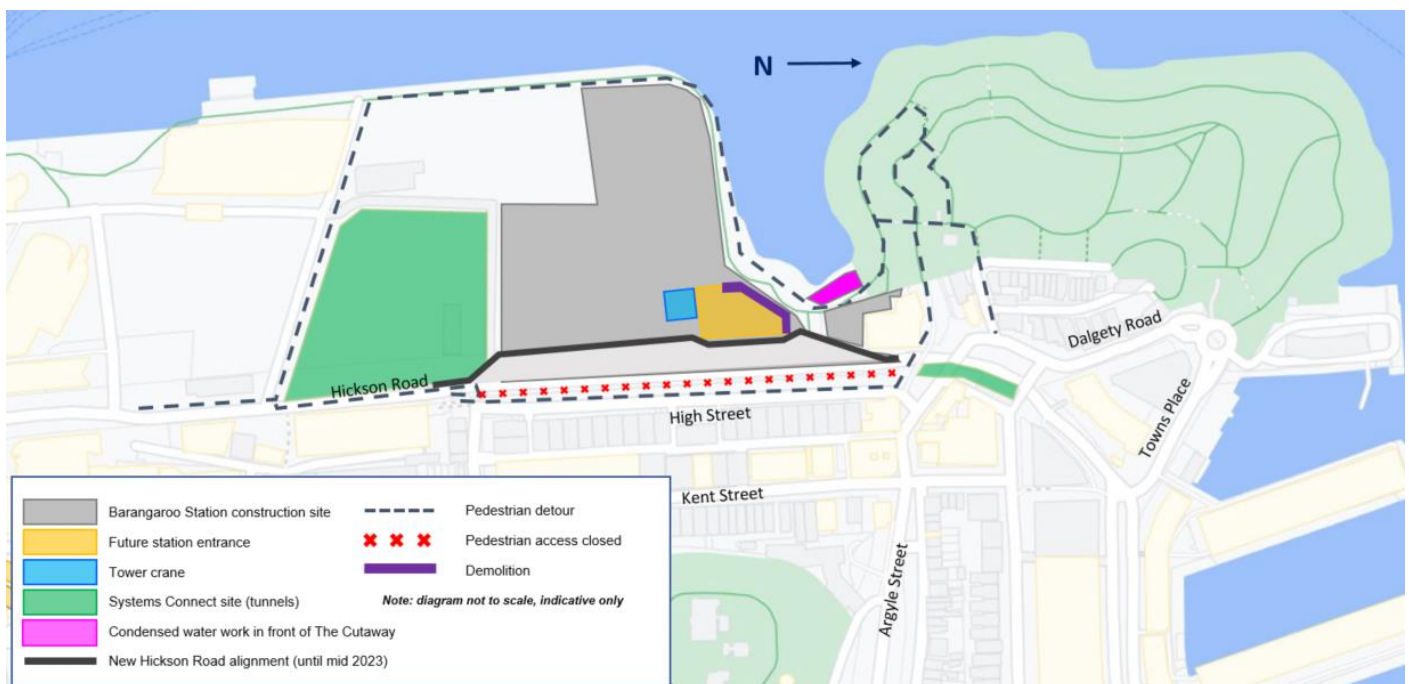 N
Hickson Road
High Street
Dalgety Road
Towns Place
Kent Street
Argyle Street
Barangaroo Station construction site
Future station entrance
Tower crane
Systems Connect site (tunnels)
Condensed water work in front of The Cutaway
New Hickson Road alignment (until mid 2023)
Pedestrian detour
Pedestrian access closed
Demolition
Note: diagram not to scale, indicative only